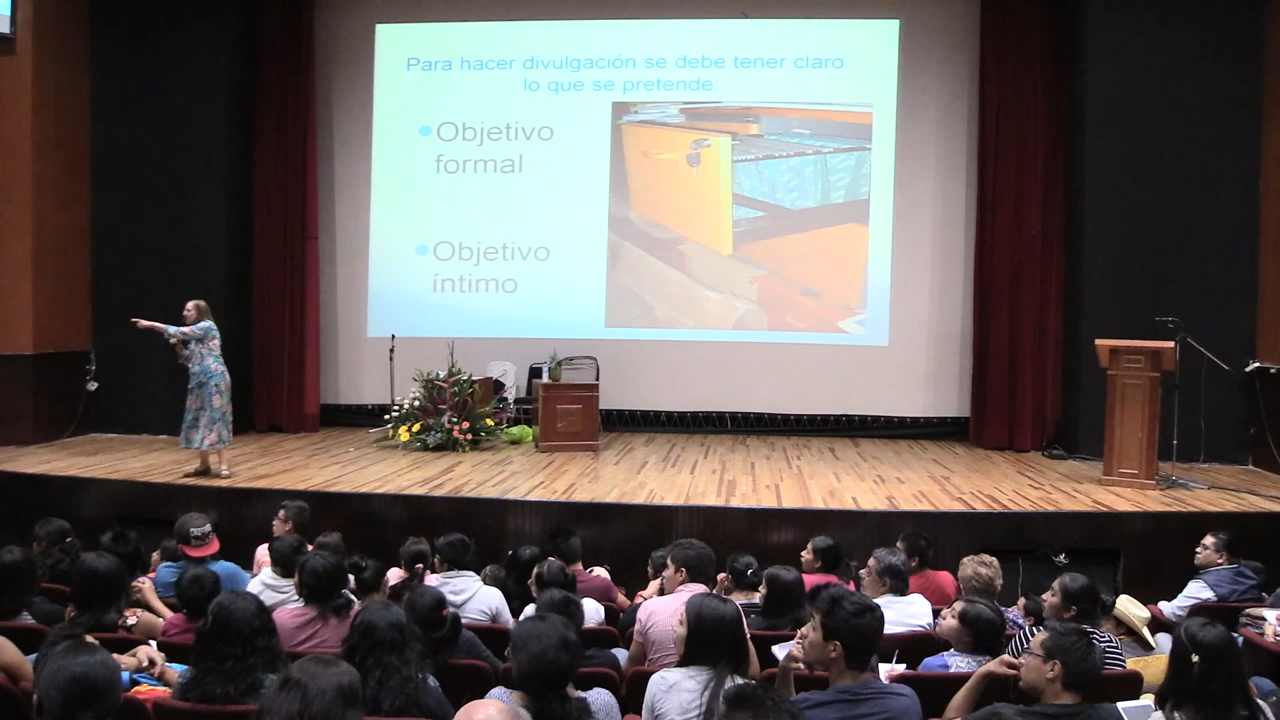 Para hacer divulgación se debe tener claro
lo que se pretende:
•Objetivo
formal
•Objetivo
íntimo